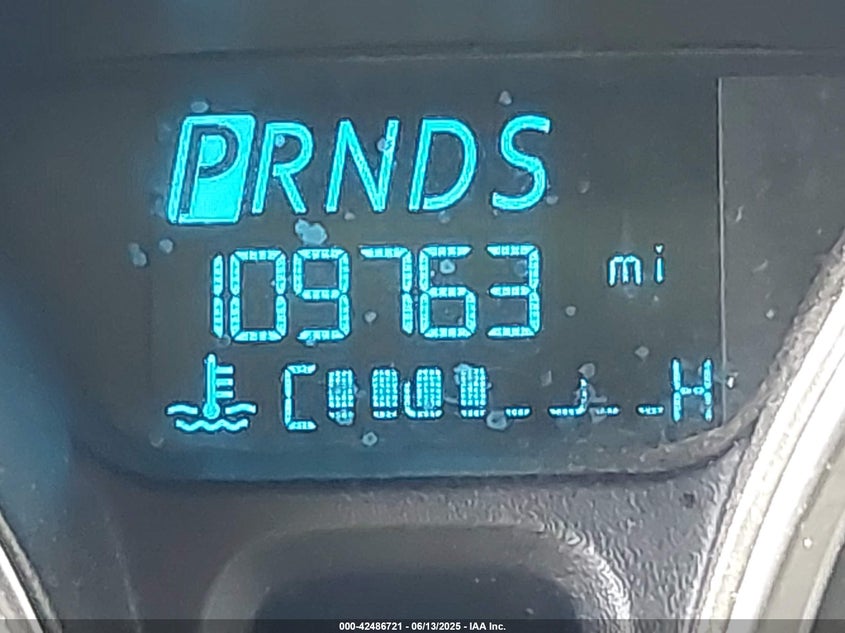 PRNDS
109763 mi
C H
000-42486721 - 06/13/2025 - IAA Inc.